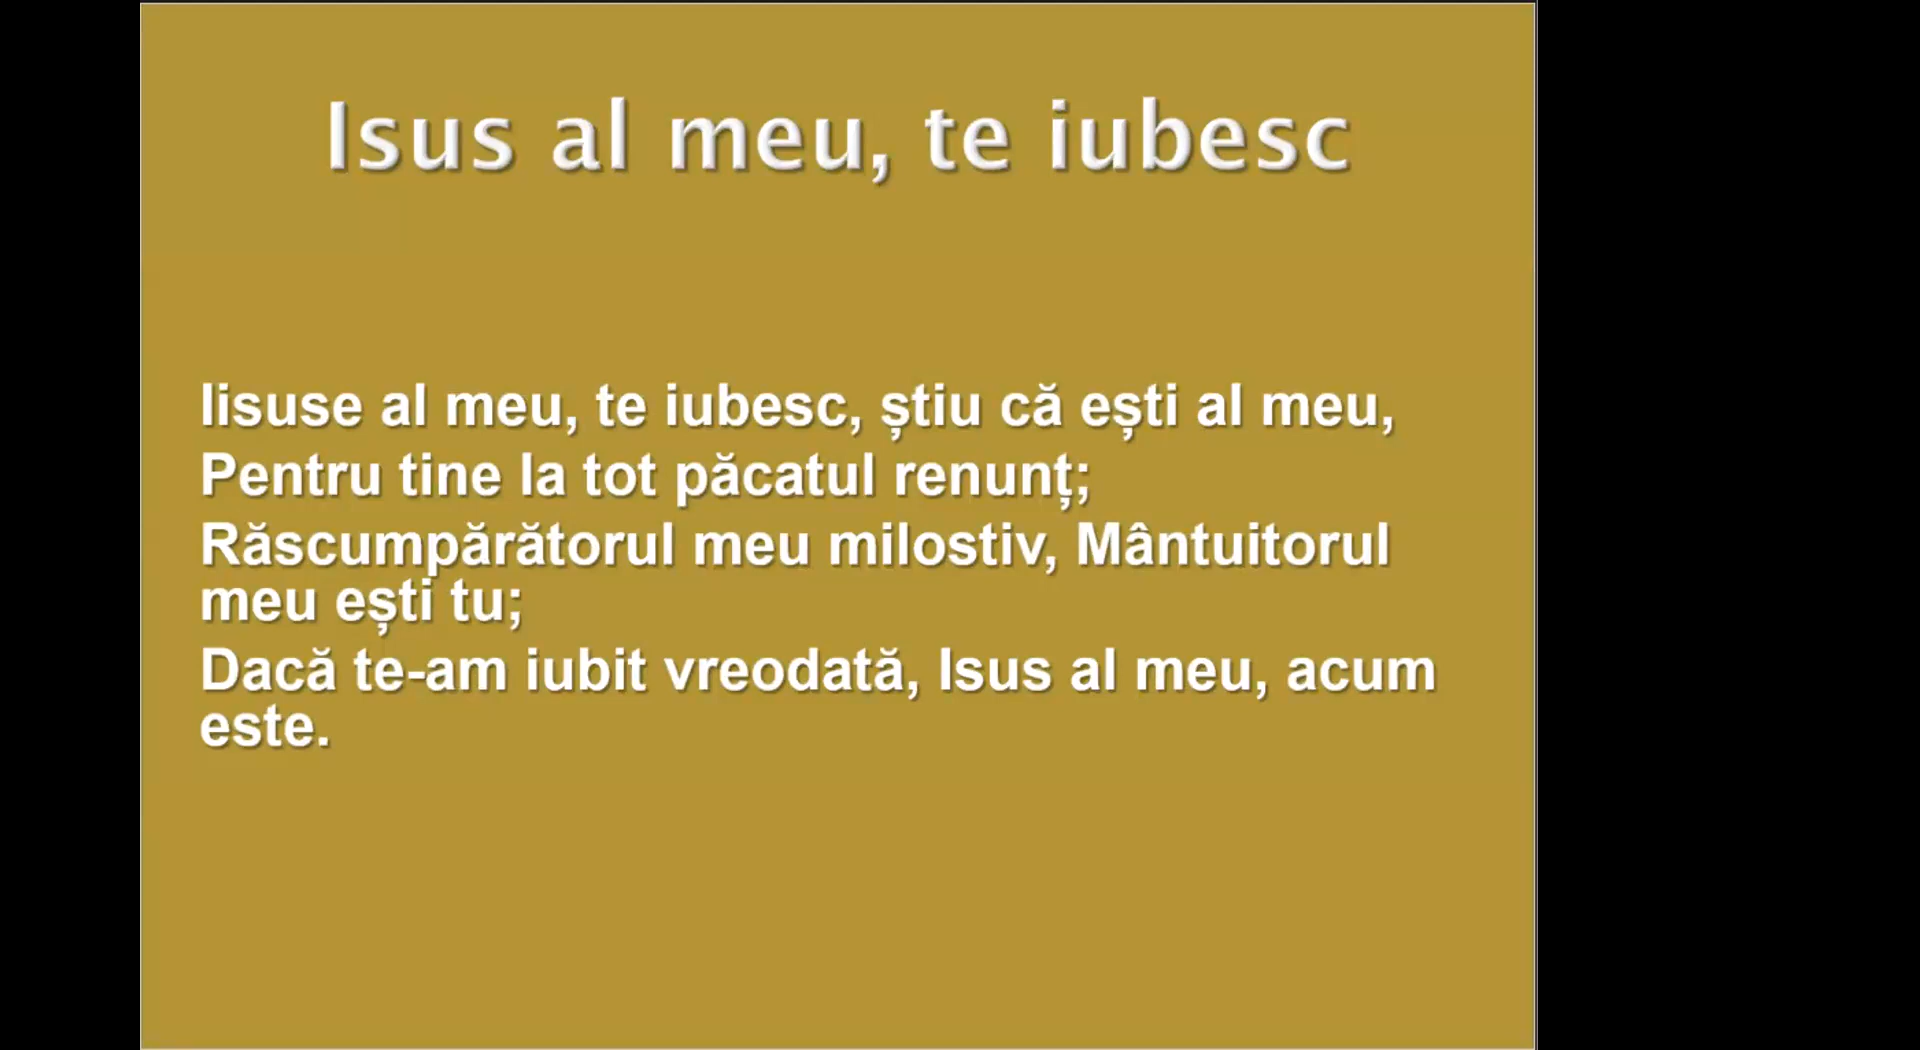 Isus al meu, te iubesc
Iisuse al meu, te iubesc, știu că ești al meu,
Pentru tine la tot păcatul renunț;
Răscumpărătorul meu milostiv, Mântuitorul
meu ești tu;
Dacă te-am iubit vreodată, Isus al meu, acum
este.